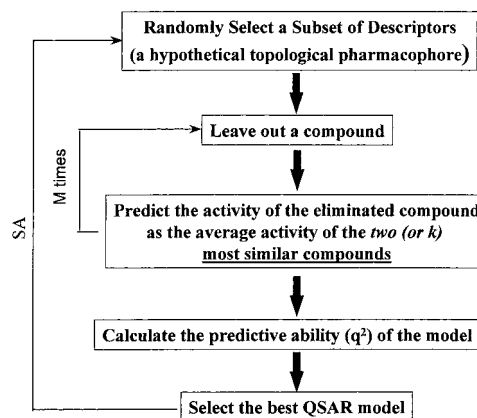 Randomly Select a Subset of Descriptors
(a hypothetical topological pharmacophore)
Leave out a compound
M times
Predict the activity of the eliminated compound
as the average activity of the two (or k)
most similar compounds
SA
Calculate the predictive ability (q²) of the model
Select the best QSAR model